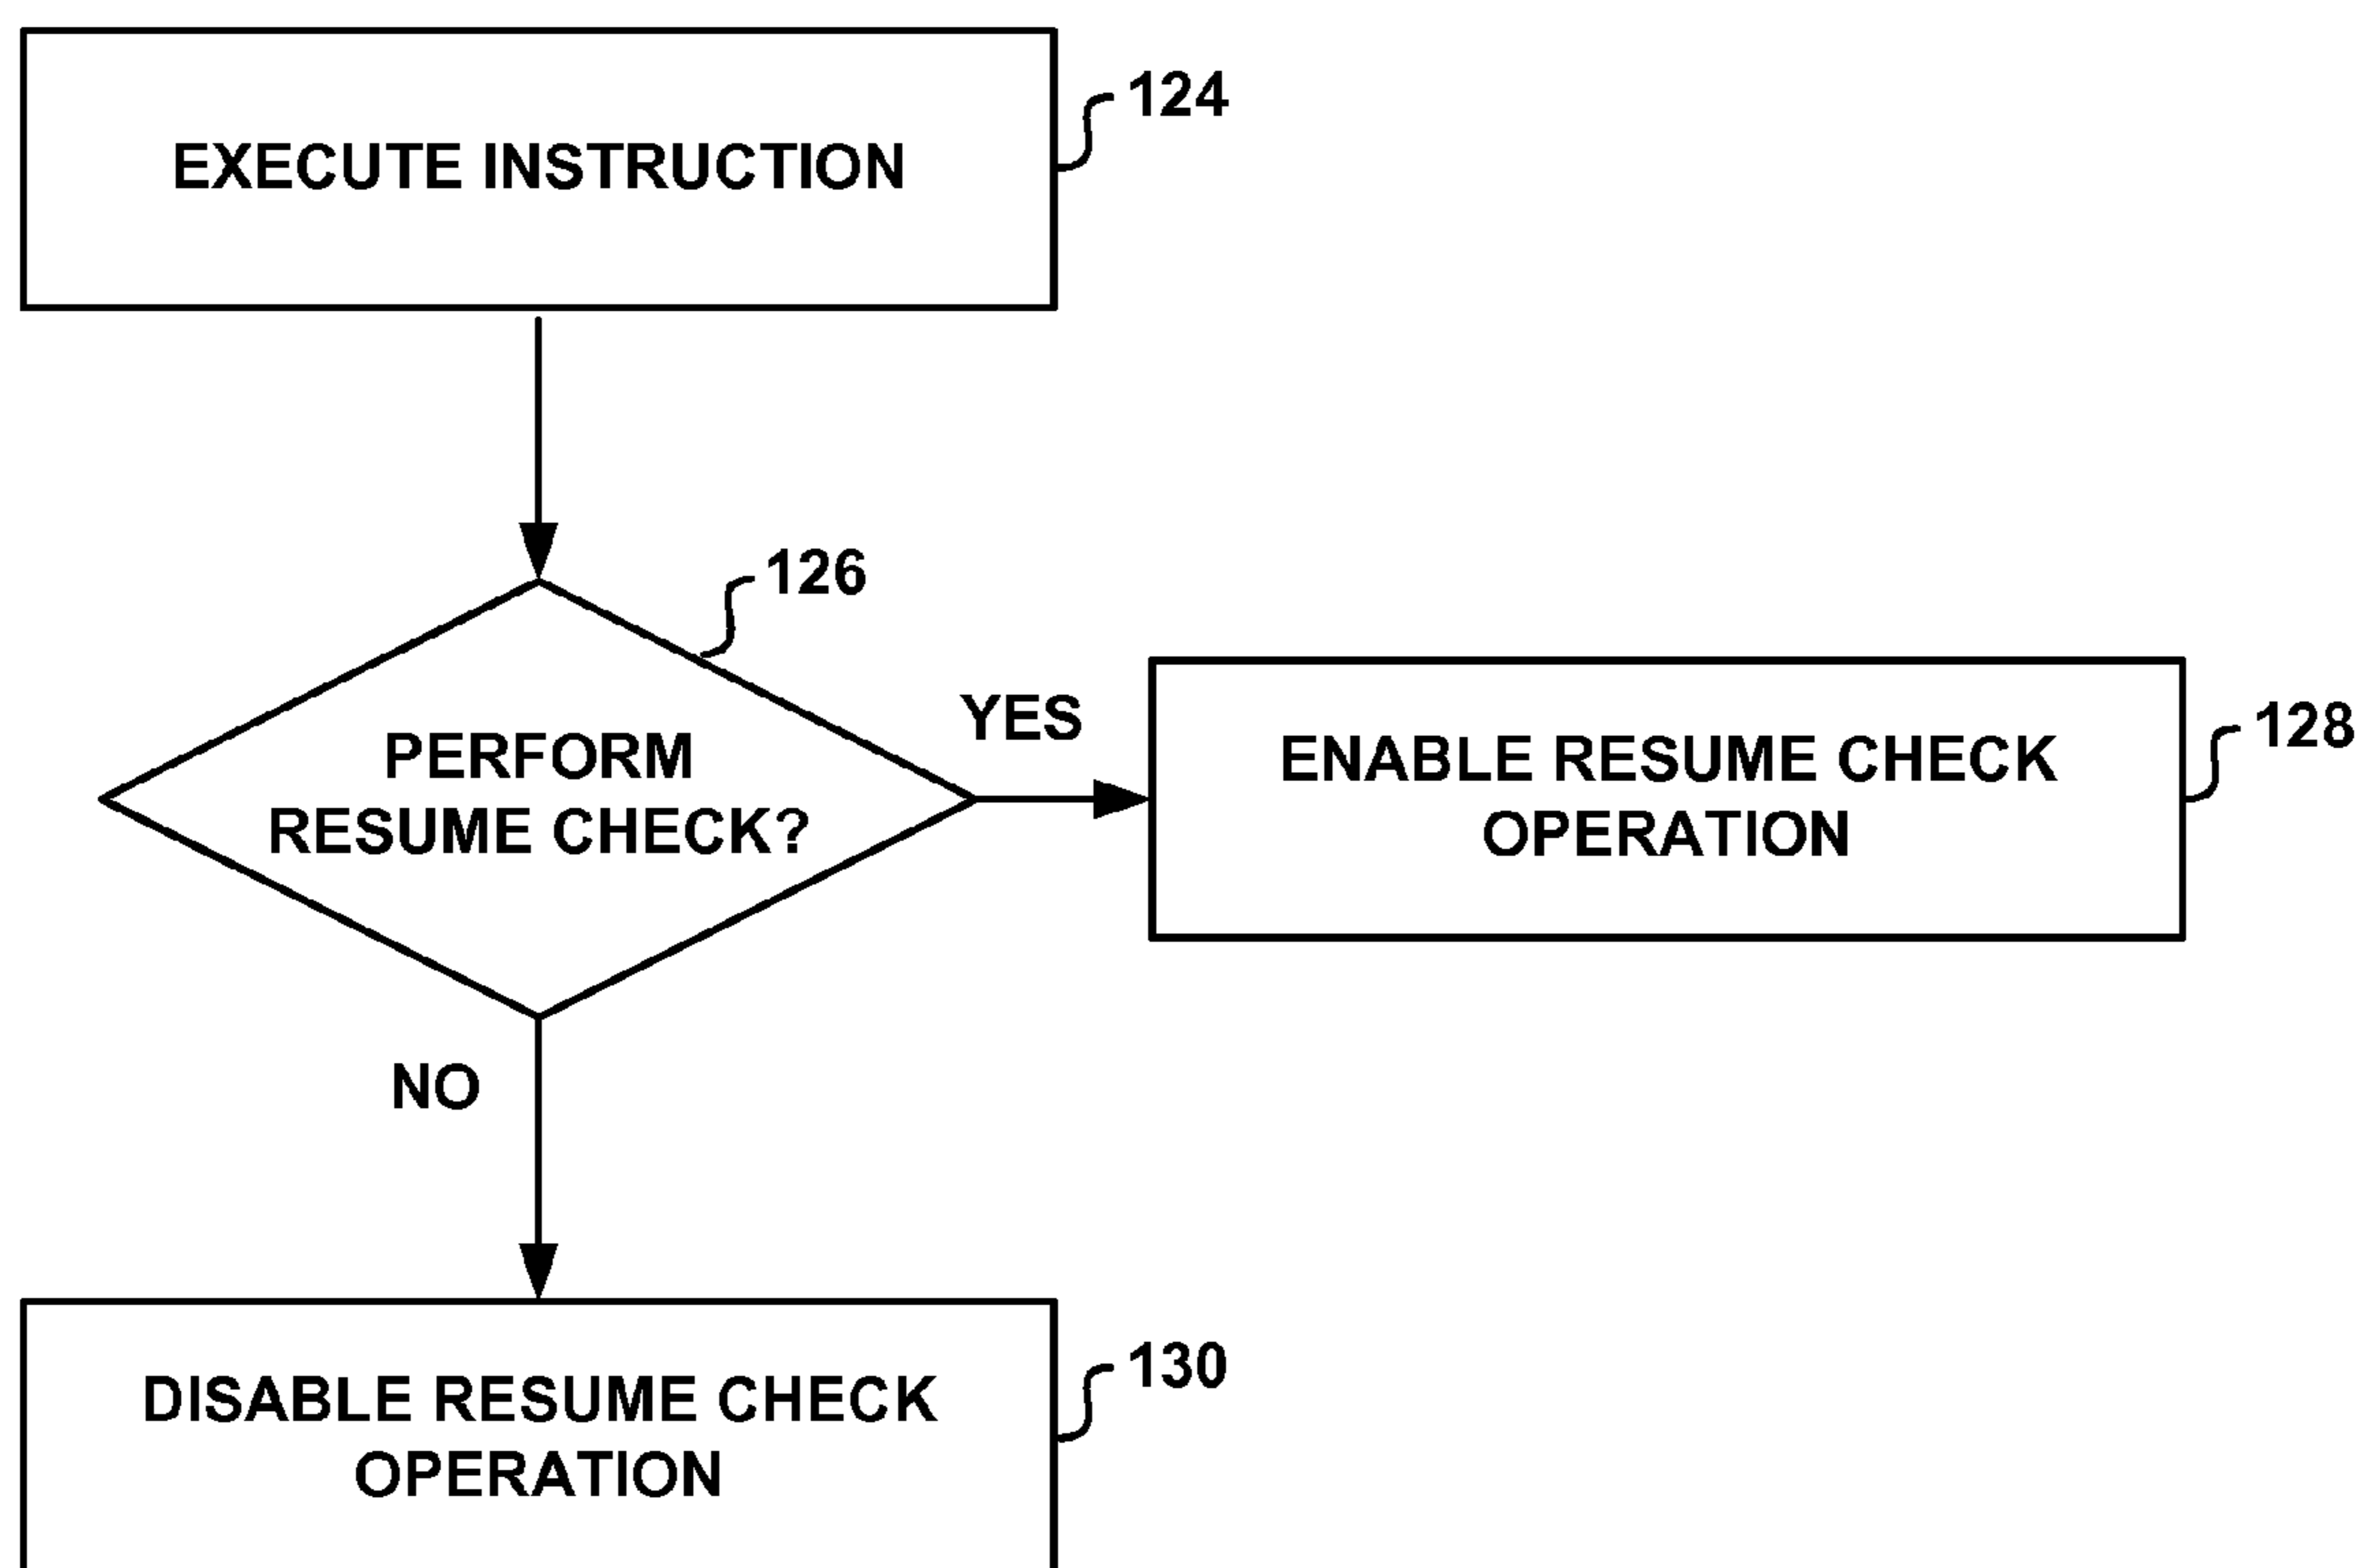 EXECUTE INSTRUCTION
124
126
PERFORM
RESUME CHECK?
YES
ENABLE RESUME CHECK
OPERATION
128
NO
DISABLE RESUME CHECK
OPERATION
130